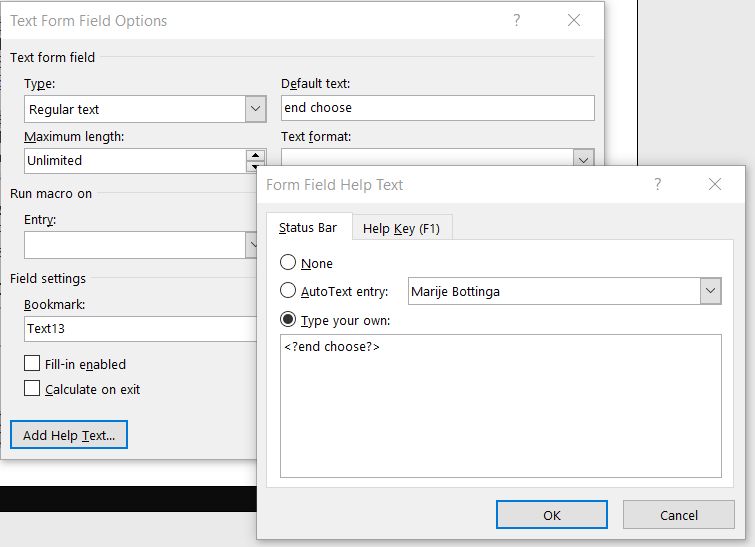 Text Form Field Options
Text form field
Type:
Default text:
Regular text
end choose
Maximum length:
Text format:
Unlimited
Run macro on
Entry:
Field settings
Bookmark:
Text13
Fill-in enabled
Calculate on exit
Add Help Text...
Form Field Help Text
Status Bar
Help Key (F1)
None
AutoText entry:
Marije Bottinga
Type your own:
<?end choose?>
OK
Cancel